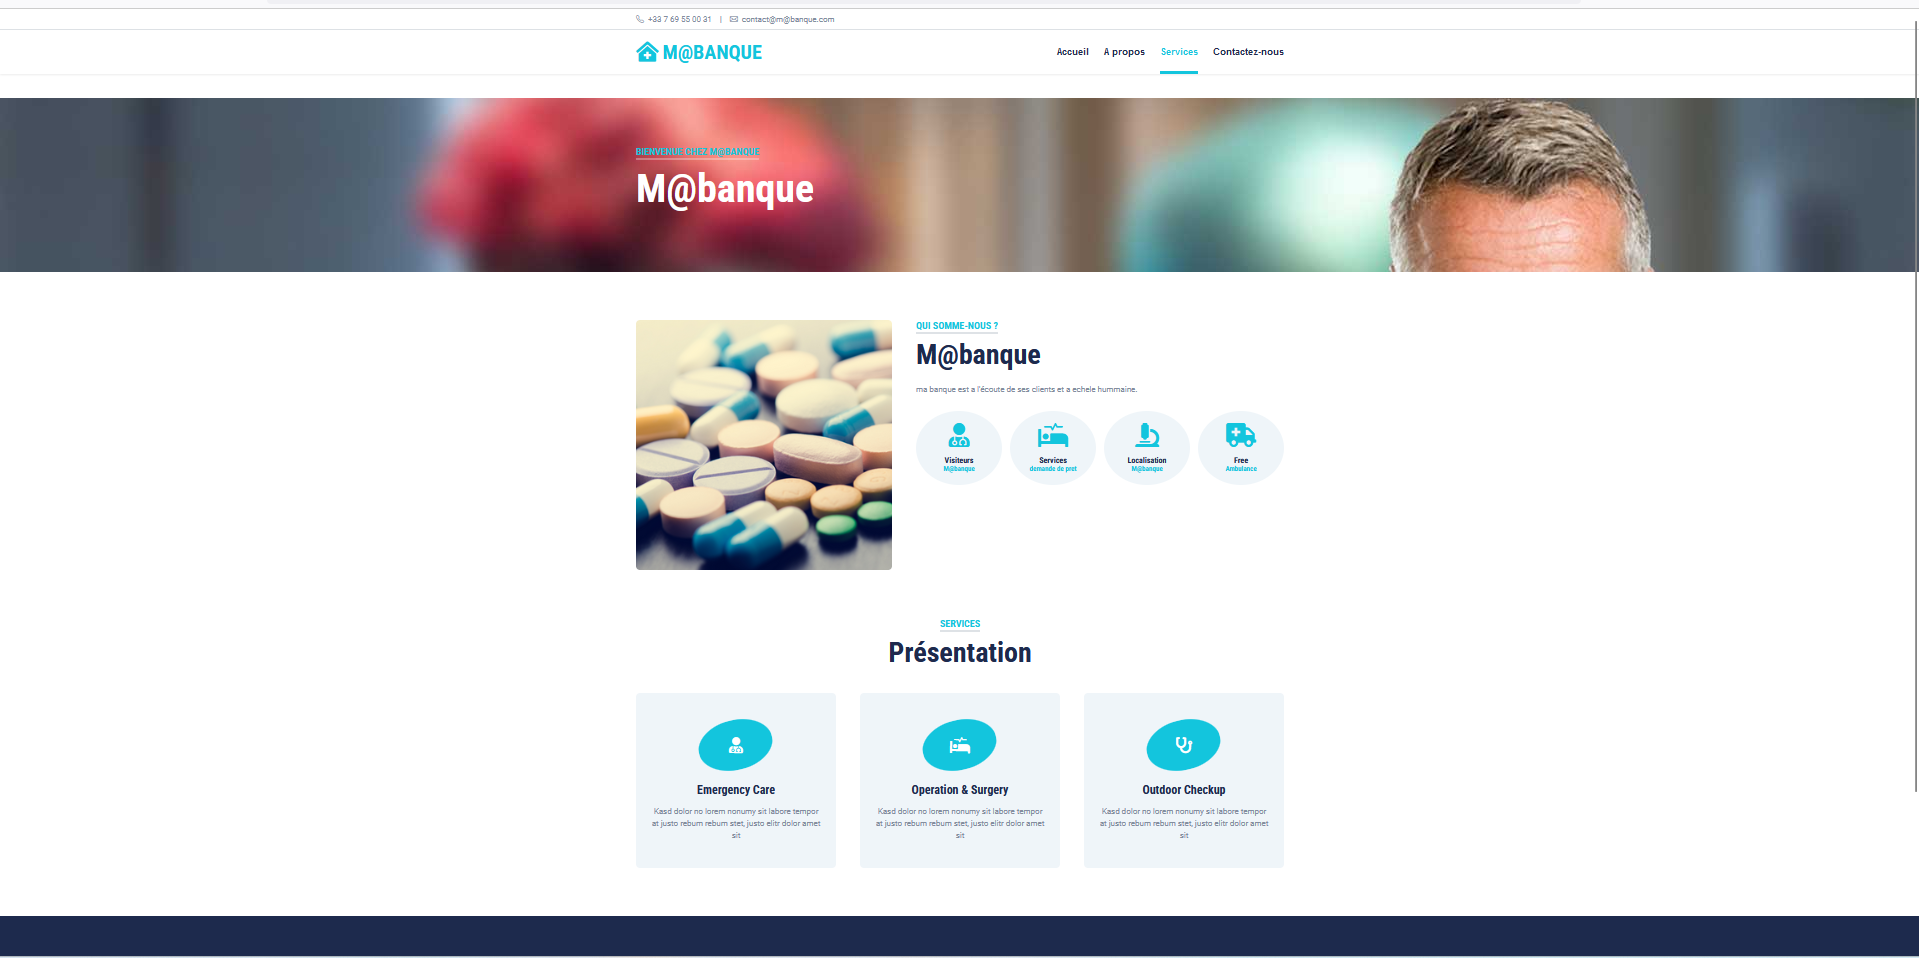 +33 7 69 55 00 31 | contact@m@banque.com
M@BANQUE
Accueil A propos Services Contactez-nous
BIENVENUE CHEZ M@BANQUE
M@banque
QUI SOMME-NOUS ?
M@banque
ma banque est a l'écoute de ses clients et a echele hummaine.
Visiteurs
M@banque
Services
demande de pret
Localisation
M@banque
Free
Ambulance
SERVICES
Présentation
Emergency Care
Kasd dolor no lorem nonumy sit labore tempor
at justo rebum rebum stet, justo elitr dolor amet
sit
Operation & Surgery
Kasd dolor no lorem nonumy sit labore tempor
at justo rebum rebum stet, justo elitr dolor amet
sit
Outdoor Checkup
Kasd dolor no lorem nonumy sit labore tempor
at justo rebum rebum stet, justo elitr dolor amet
sit